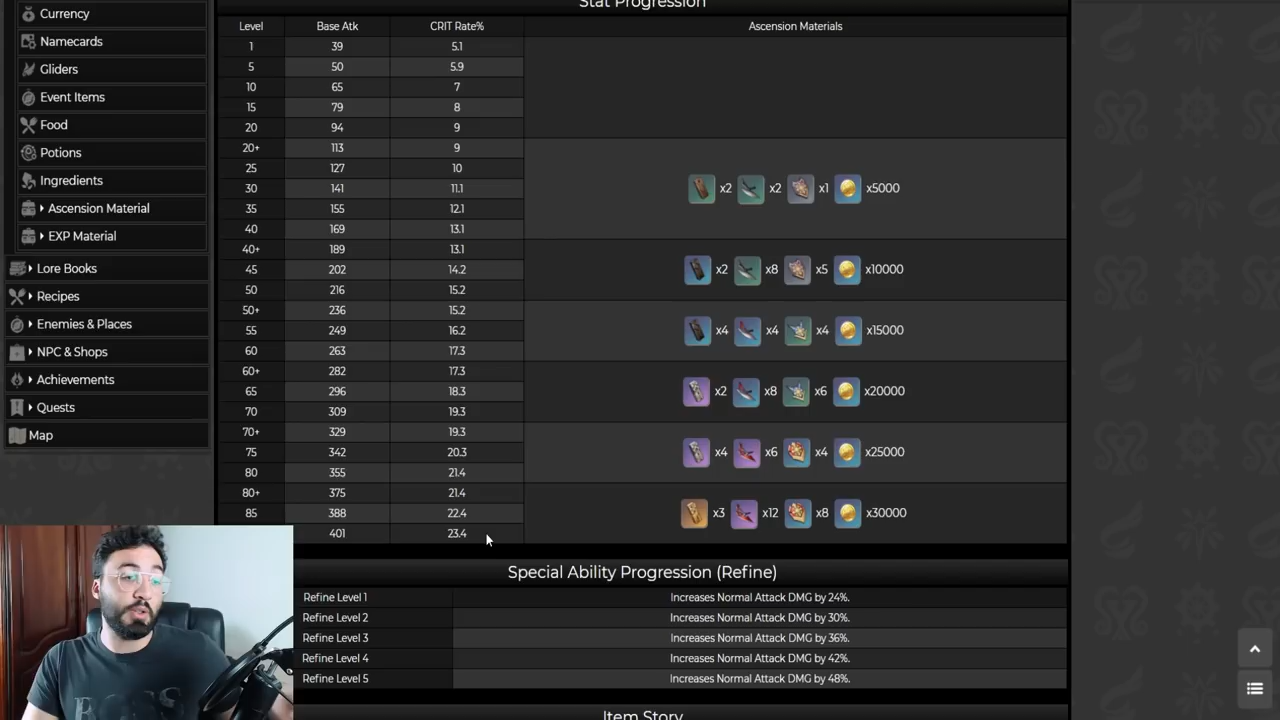 Stat Progression
Currency
Namecards
Gliders
Event Items
Food
Potions
Ingredients
Ascension Material
EXP Material
Lore Books
Recipes
Enemies & Places
NPC & Shops
Achievements
Quests
Map
Level Base Atk CRIT Rate% Ascension Materials
1 39 5.1
5 50 5.9
10 65 7
15 79 8
20 94 9
20+ 113 9
25 127 10
30 141 11.1 x2 x2 x1 x5000
35 155 12.1
40 169 13.1
40+ 189 13.1
45 202 14.2 x2 x8 x5 x10000
50 216 15.2
50+ 236 15.2
55 249 16.2 x4 x4 x4 x15000
60 263 17.3
60+ 282 17.3
65 296 18.3 x2 x8 x6 x20000
70 309 19.3
70+ 329 19.3
75 342 20.3 x4 x6 x4 x25000
80 355 21.4
80+ 375 21.4
85 388 22.4 x3 x12 x8 x30000
401 23.4
Special Ability Progression (Refine)
Refine Level 1 Increases Normal Attack DMG by 24%.
Refine Level 2 Increases Normal Attack DMG by 30%.
Refine Level 3 Increases Normal Attack DMG by 36%.
Refine Level 4 Increases Normal Attack DMG by 42%.
Refine Level 5 Increases Normal Attack DMG by 48%.
Item Story